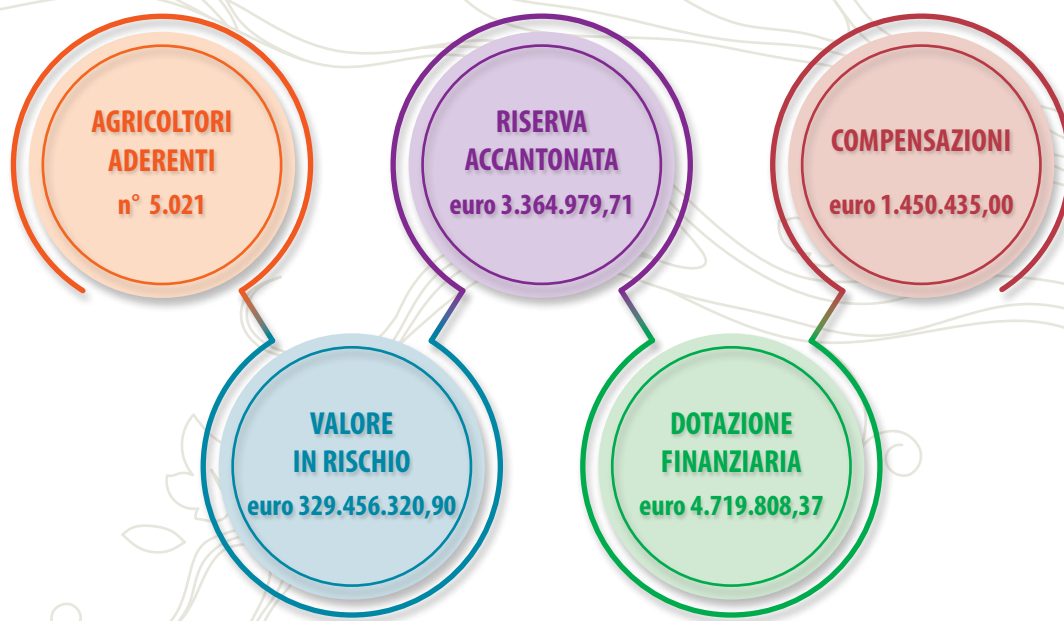 AGRICOLTORI
ADERENTI
n° 5.021
RISERVA
ACCANTONATA
euro 3.364.979,71
COMPENSAZIONI
euro 1.450.435,00
VALORE
IN RISCHIO
euro 329.456.320,90
DOTAZIONE
FINANZIARIA
euro 4.719.808,37